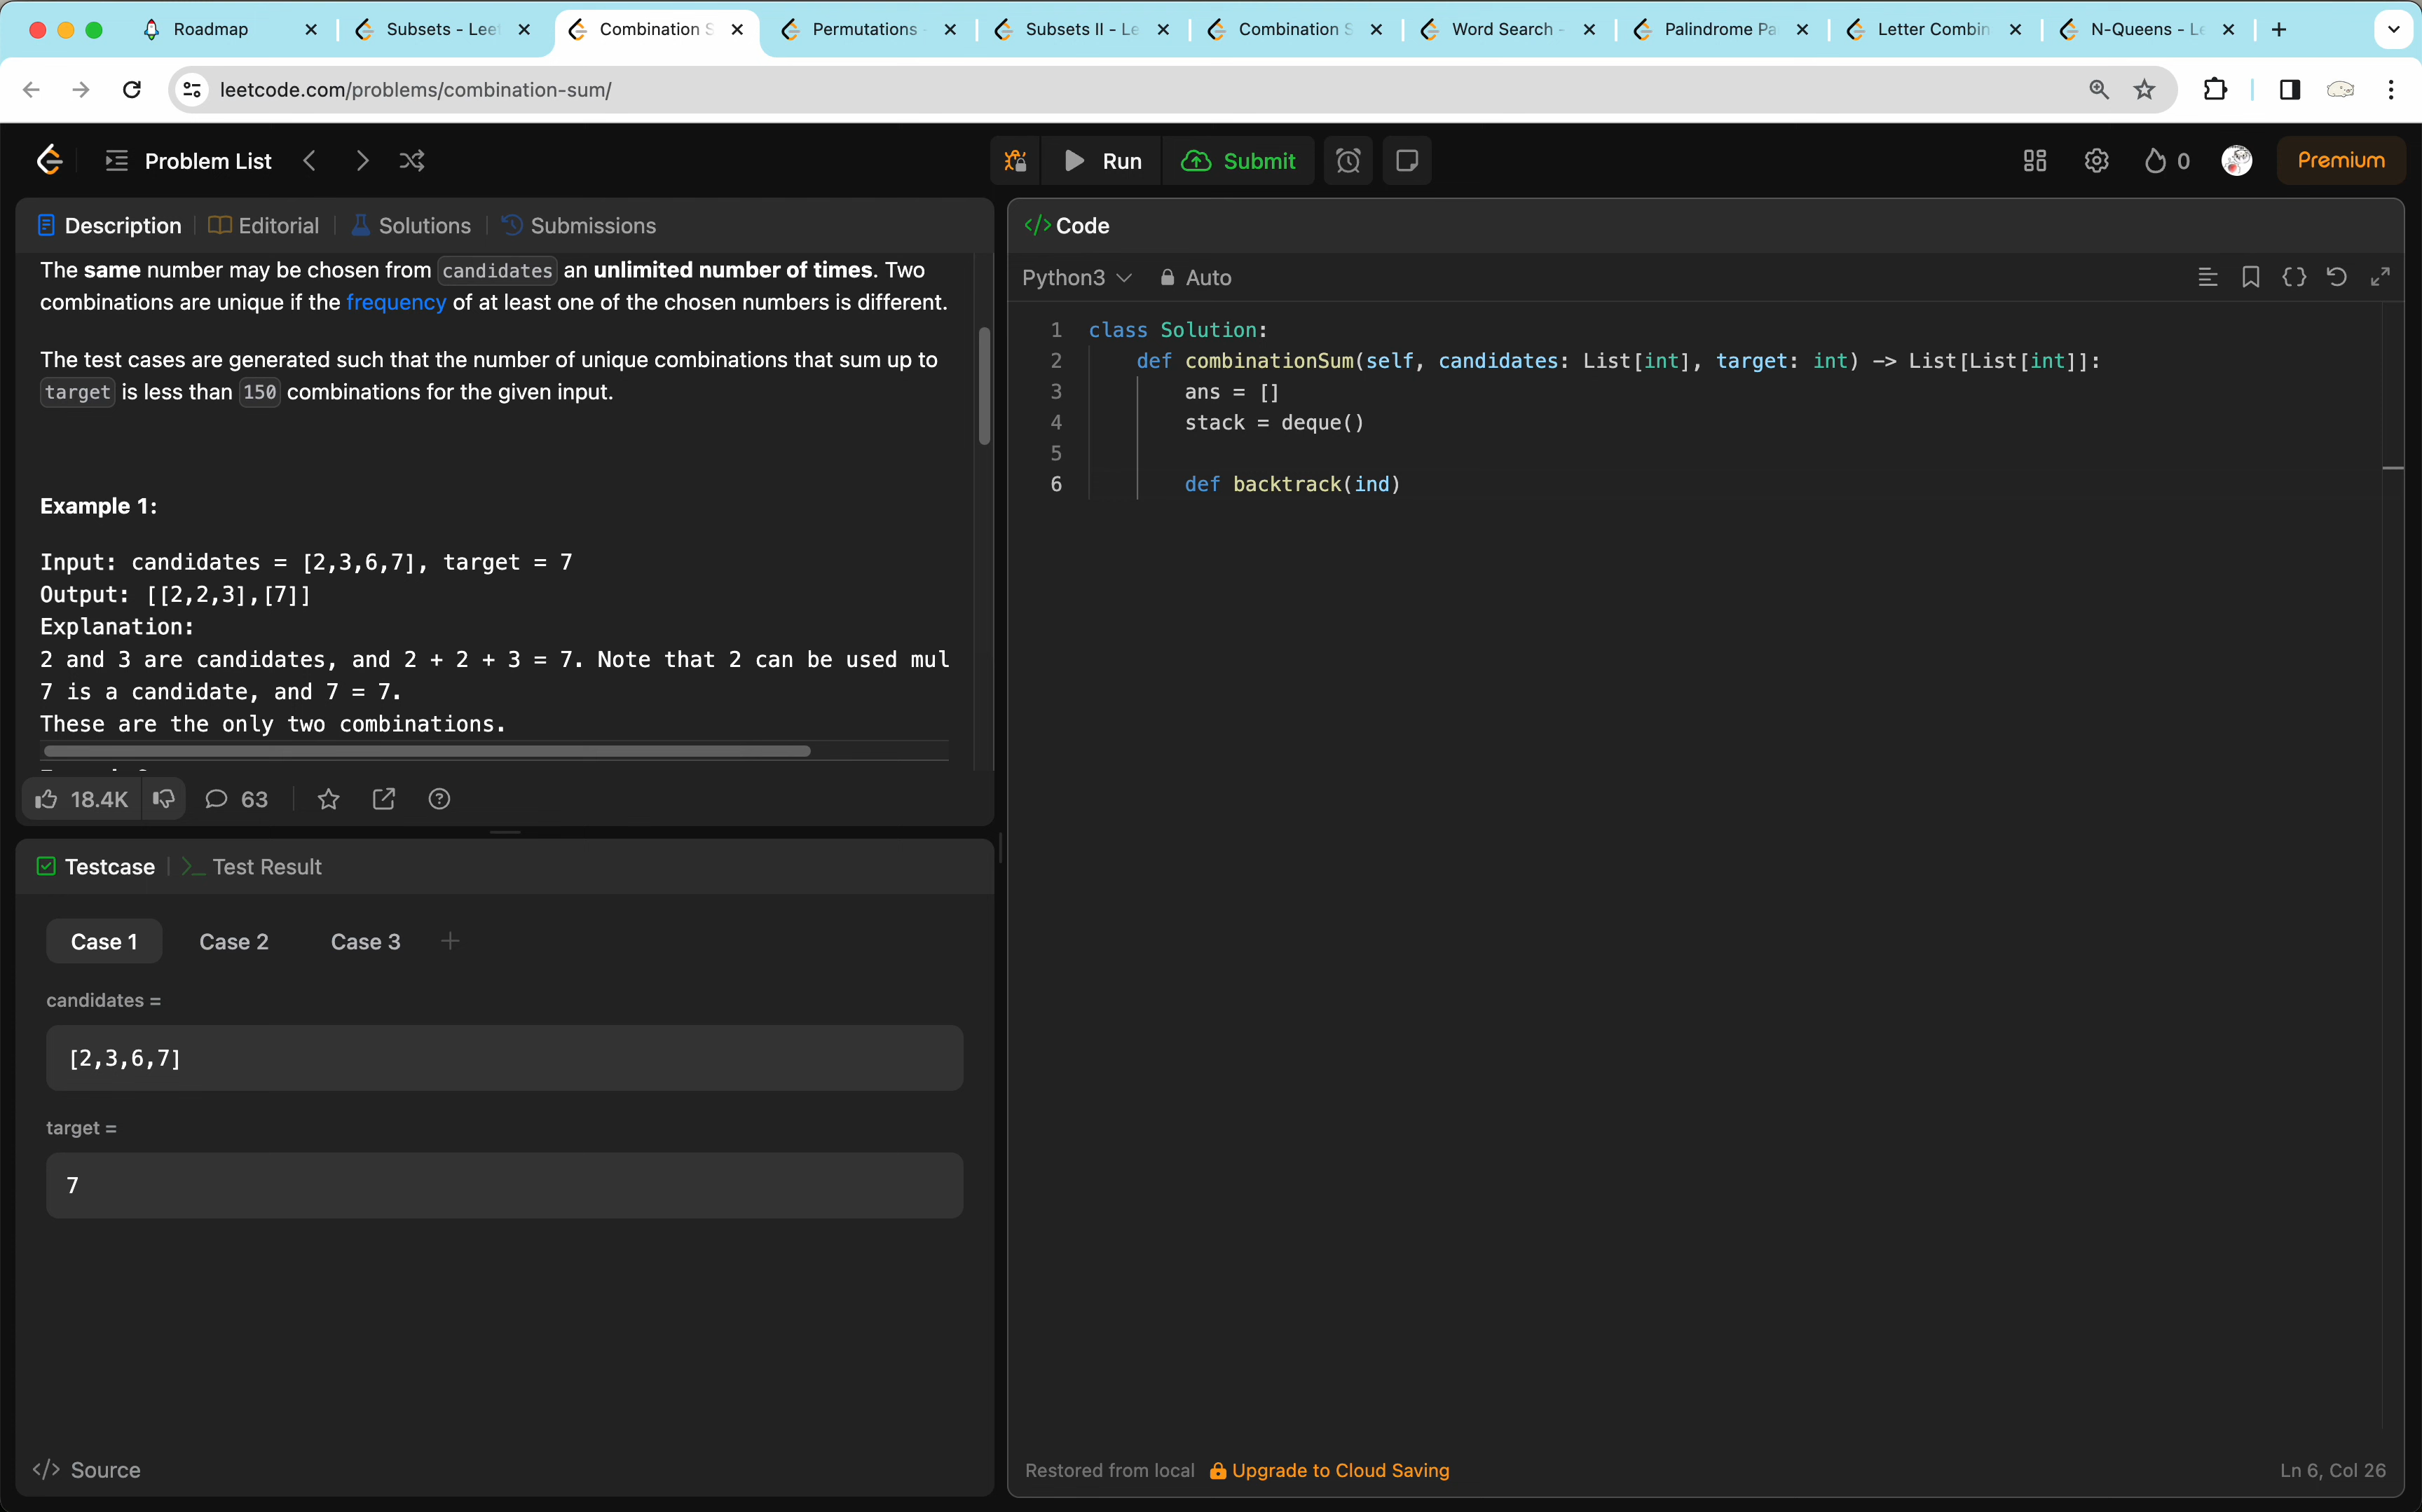 Roadmap
Subsets - Leet
Combination S
Permutations -
Subsets II - Le
Combination S
Word Search -
Palindrome Pa
Letter Combin
N-Queens - Le
leetcode.com/problems/combination-sum/
Problem List
Run
Submit
0
Premium
Description
Editorial
Solutions
Submissions
The same number may be chosen from candidates an unlimited number of times. Two
combinations are unique if the frequency of at least one of the chosen numbers is different.
The test cases are generated such that the number of unique combinations that sum up to
target is less than 150 combinations for the given input.
Example 1:
Input: candidates = [2,3,6,7], target = 7
Output: [[2,2,3],[7]]
Explanation:
2 and 3 are candidates, and 2 + 2 + 3 = 7. Note that 2 can be used mul
7 is a candidate, and 7 = 7.
These are the only two combinations.
18.4K
63
Testcase
Test Result
Case 1
Case 2
Case 3
candidates =
[2,3,6,7]
target =
7
Source
Code
Python3
Auto
1 class Solution:
2 def combinationSum(self, candidates: List[int], target: int) -> List[List[int]]:
3 ans = []
4 stack = deque()
5
6 def backtrack(ind)
Restored from local
Upgrade to Cloud Saving
Ln 6, Col 26